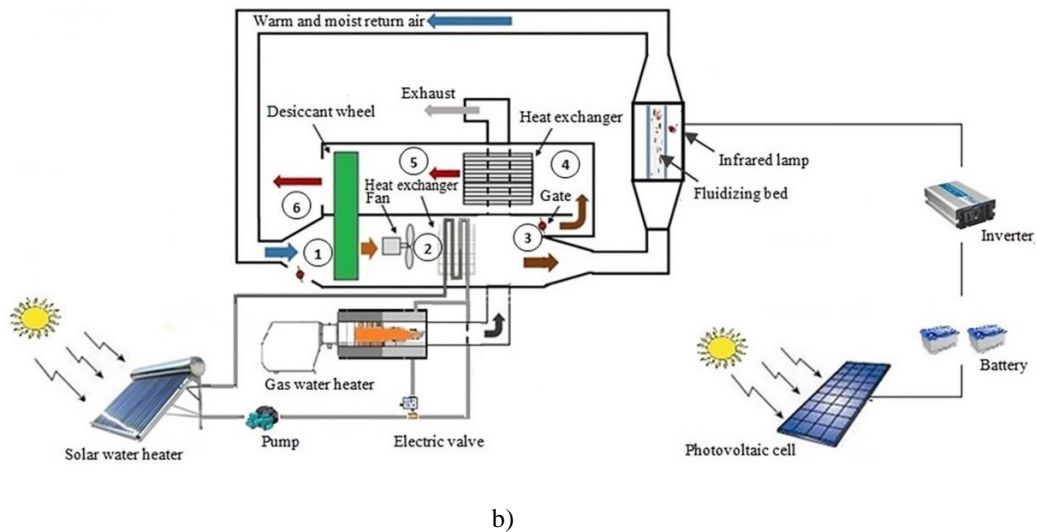 Warm and moist return air
Exhaust
Desiccant wheel
Heat exchanger
5
4
Infrared lamp
Heat exchanger
Fluidizing bed
6
Fan
Gate
1
2
3
Inverter
Gas water heater
Battery
Pump
Electric valve
Solar water heater
Photovoltaic cell
b)